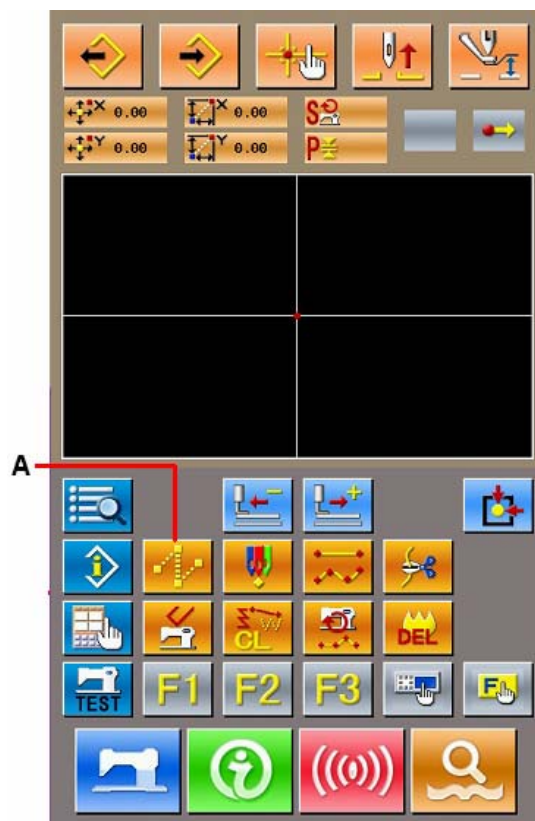 X 0.00 X 0.00 S
Y 0.00 Y 0.00 P
A
CL DEL
TEST F1 F2 F3 F